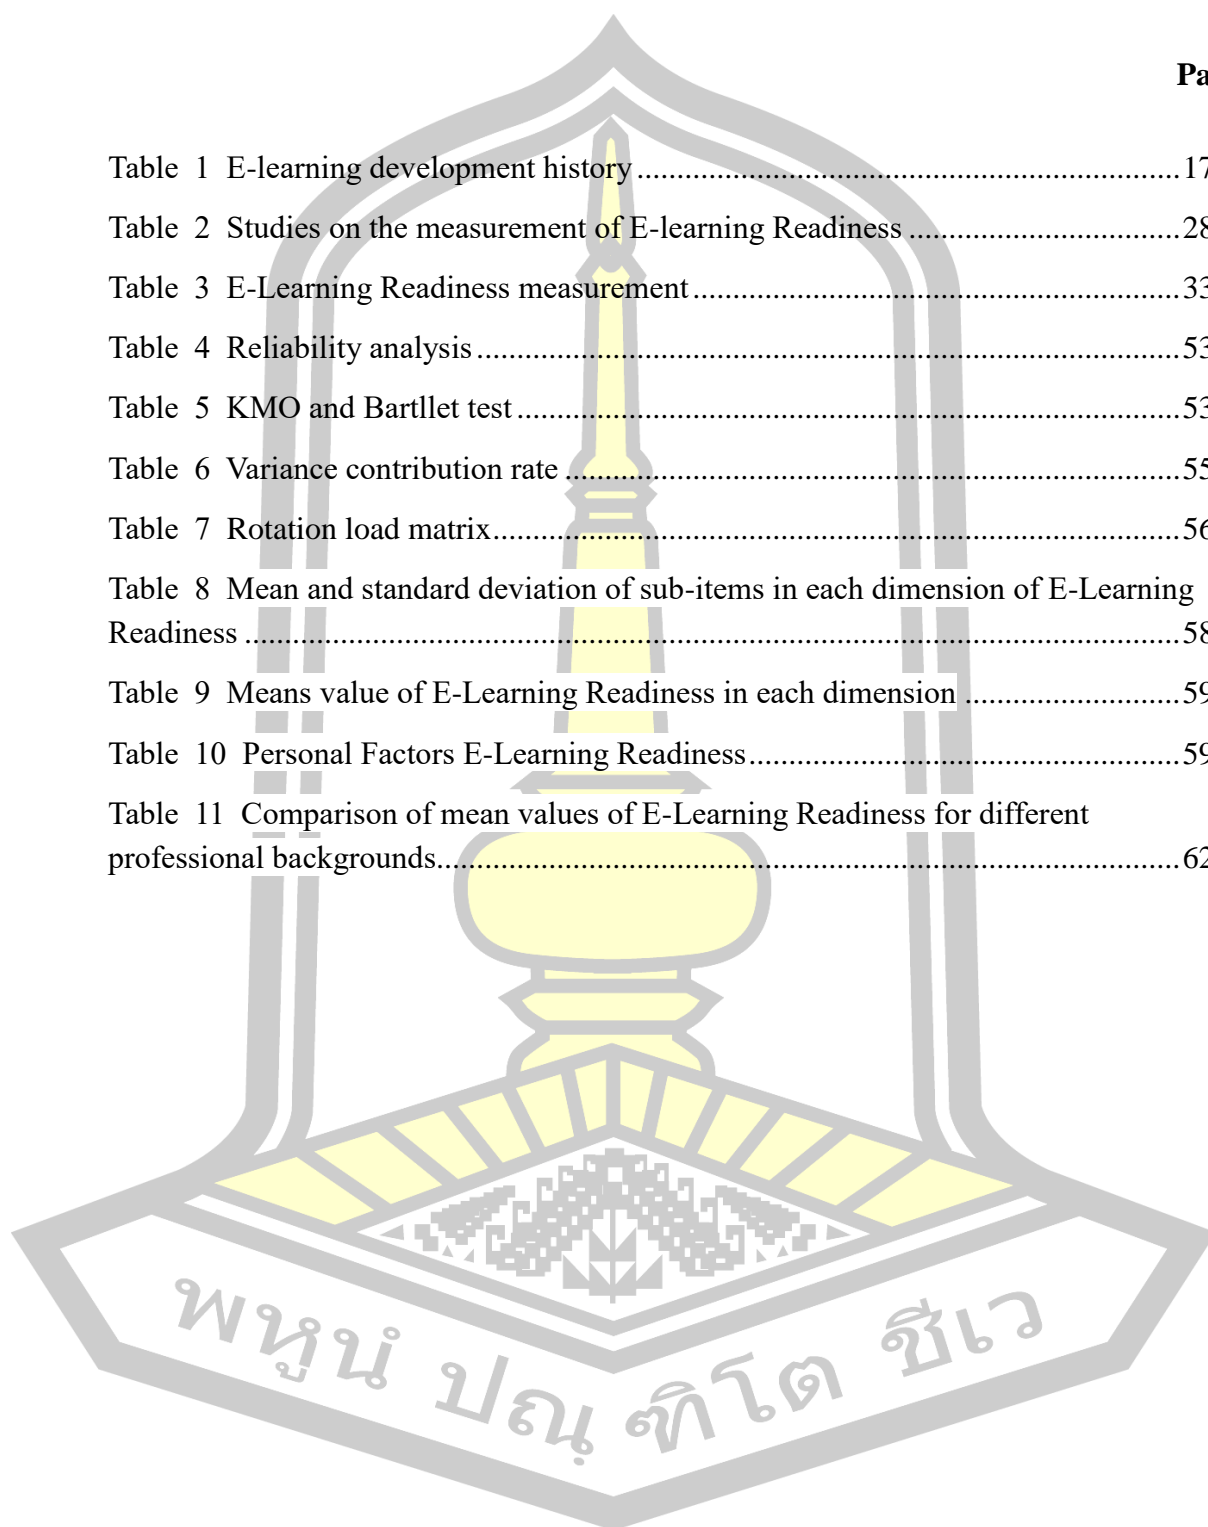 Pa
Table 1 E-learning development history 17
Table 2 Studies on the measurement of E-learning Readiness 28
Table 3 E-Learning Readiness measurement 33
Table 4 Reliability analysis 53
Table 5 KMO and Bartllet test 53
Table 6 Variance contribution rate 55
Table 7 Rotation load matrix 56
Table 8 Mean and standard deviation of sub-items in each dimension of E-Learning
Readiness 58
Table 9 Means value of E-Learning Readiness in each dimension 59
Table 10 Personal Factors E-Learning Readiness 59
Table 11 Comparison of mean values of E-Learning Readiness for different
professional backgrounds 62
พหูนํ ปณฺฑิโต ชีเว